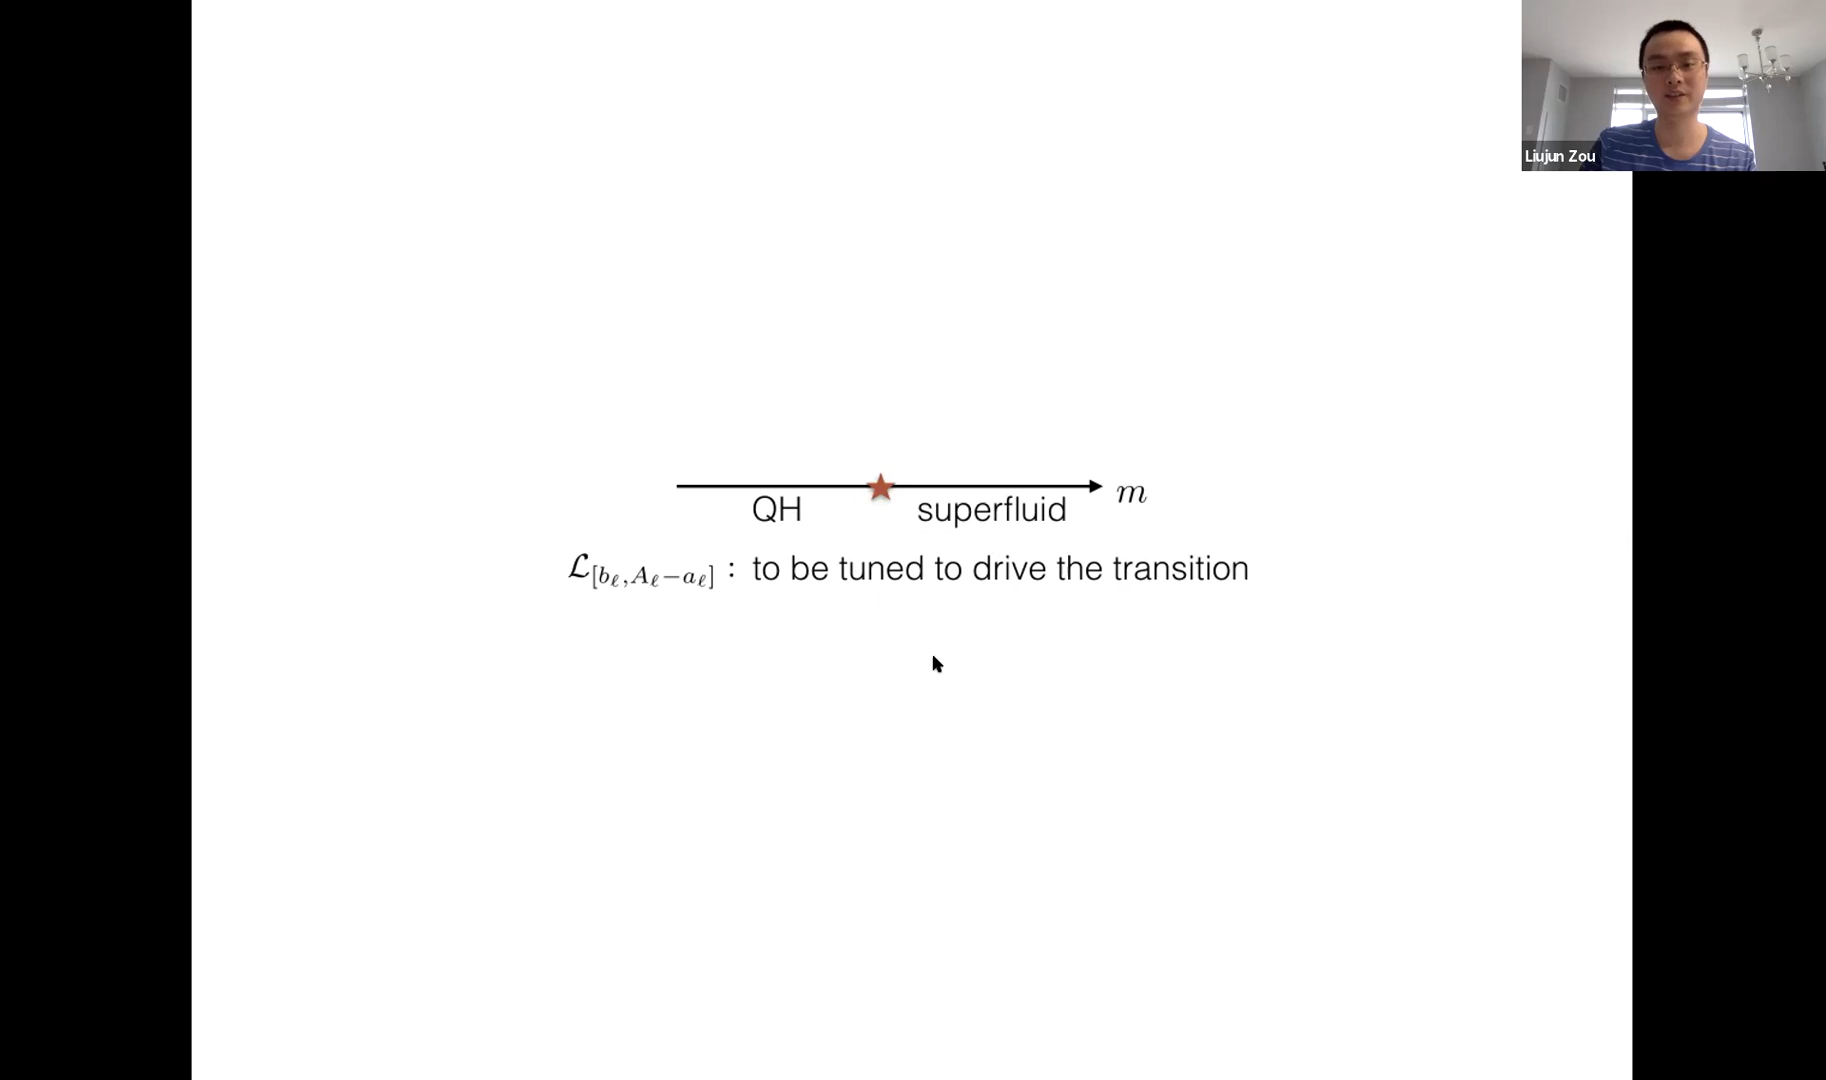 Liujun Zou
QH superfluid m
ℒ[bℓ,Aℓ−aℓ] : to be tuned to drive the transition